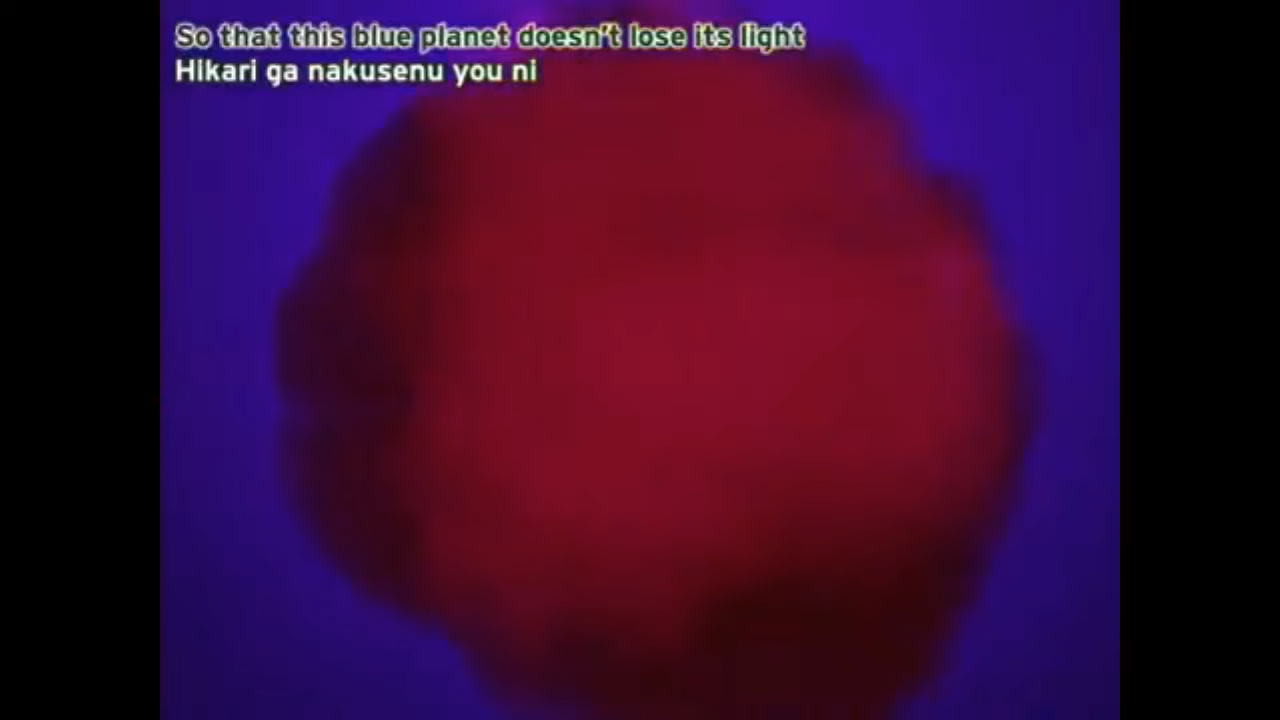 So that this blue planet doesn't lose its light
Hikari ga nakusenu you ni